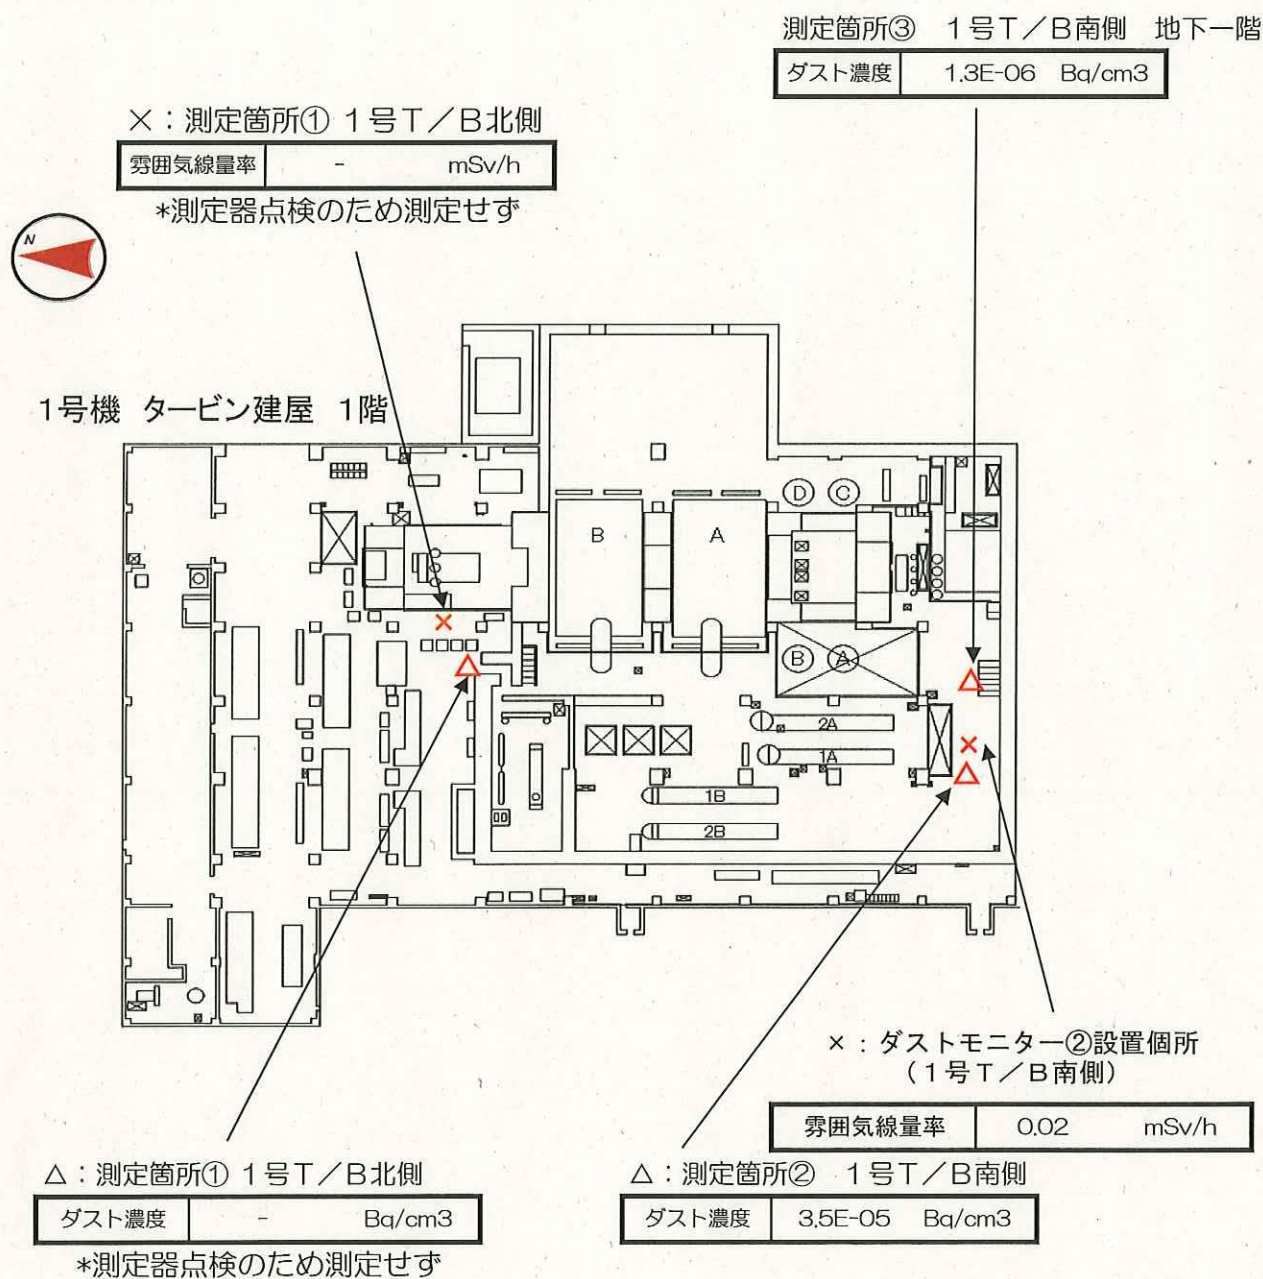 測定箇所③ 1号T／B南側 地下一階
ダスト濃度 1.3E-06 Bq/cm3
×：測定箇所① 1号T／B北側
雰囲気線量率 - mSv/h
*測定器点検のため測定せず
N
1号機 タービン建屋 1階
D C
B A
B A
2A
1A
1B
2B
×：ダストモニター②設置個所
（1号T／B南側）
雰囲気線量率 0.02 mSv/h
△：測定箇所① 1号T／B北側
ダスト濃度 - Bq/cm3
*測定器点検のため測定せず
△：測定箇所② 1号T／B南側
ダスト濃度 3.5E-05 Bq/cm3